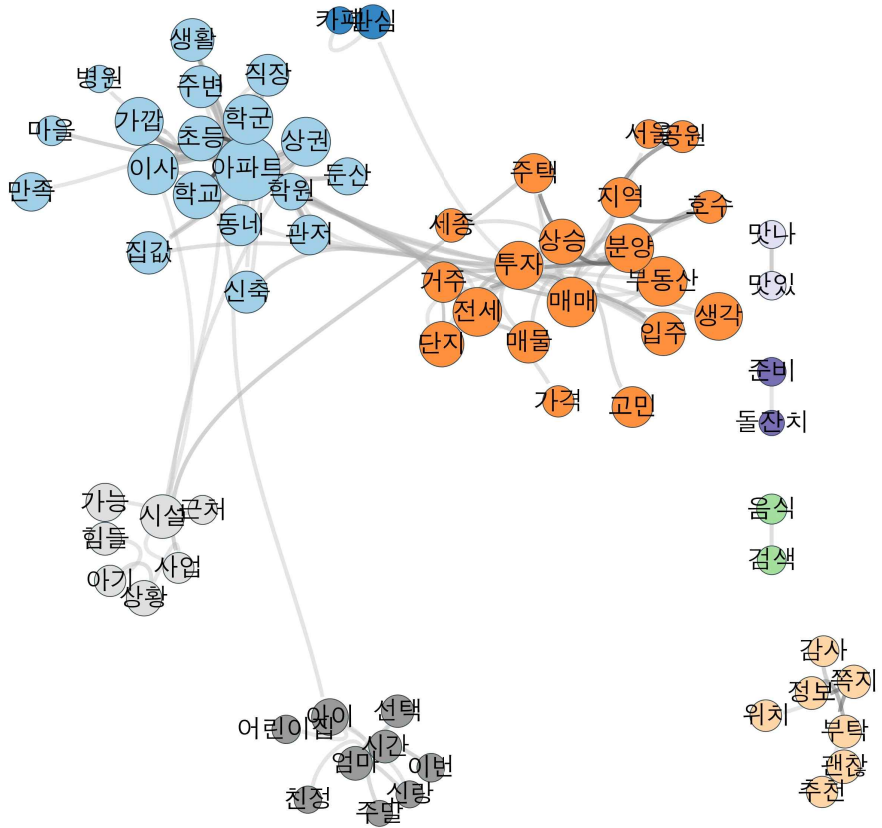 카페
관심
생활
병원
주변
직장
마을
가깝
초등
학군
상권
만족
이사
학교
아파트
학원
둔산
동네
관저
집값
신축
서울
공원
주택
지역
호수
세종
상승
분양
투자
거주
부동산
전세
매매
생각
단지
매물
입주
가격
고민
맛나
맛있
준비
돌잔치
음식
검색
가능
시설
근처
힘들
사업
아기
상황
어린이집
아이
선택
시간
엄마
이번
친정
신랑
주말
감사
정보
쪽지
위치
부탁
괜찮
추천